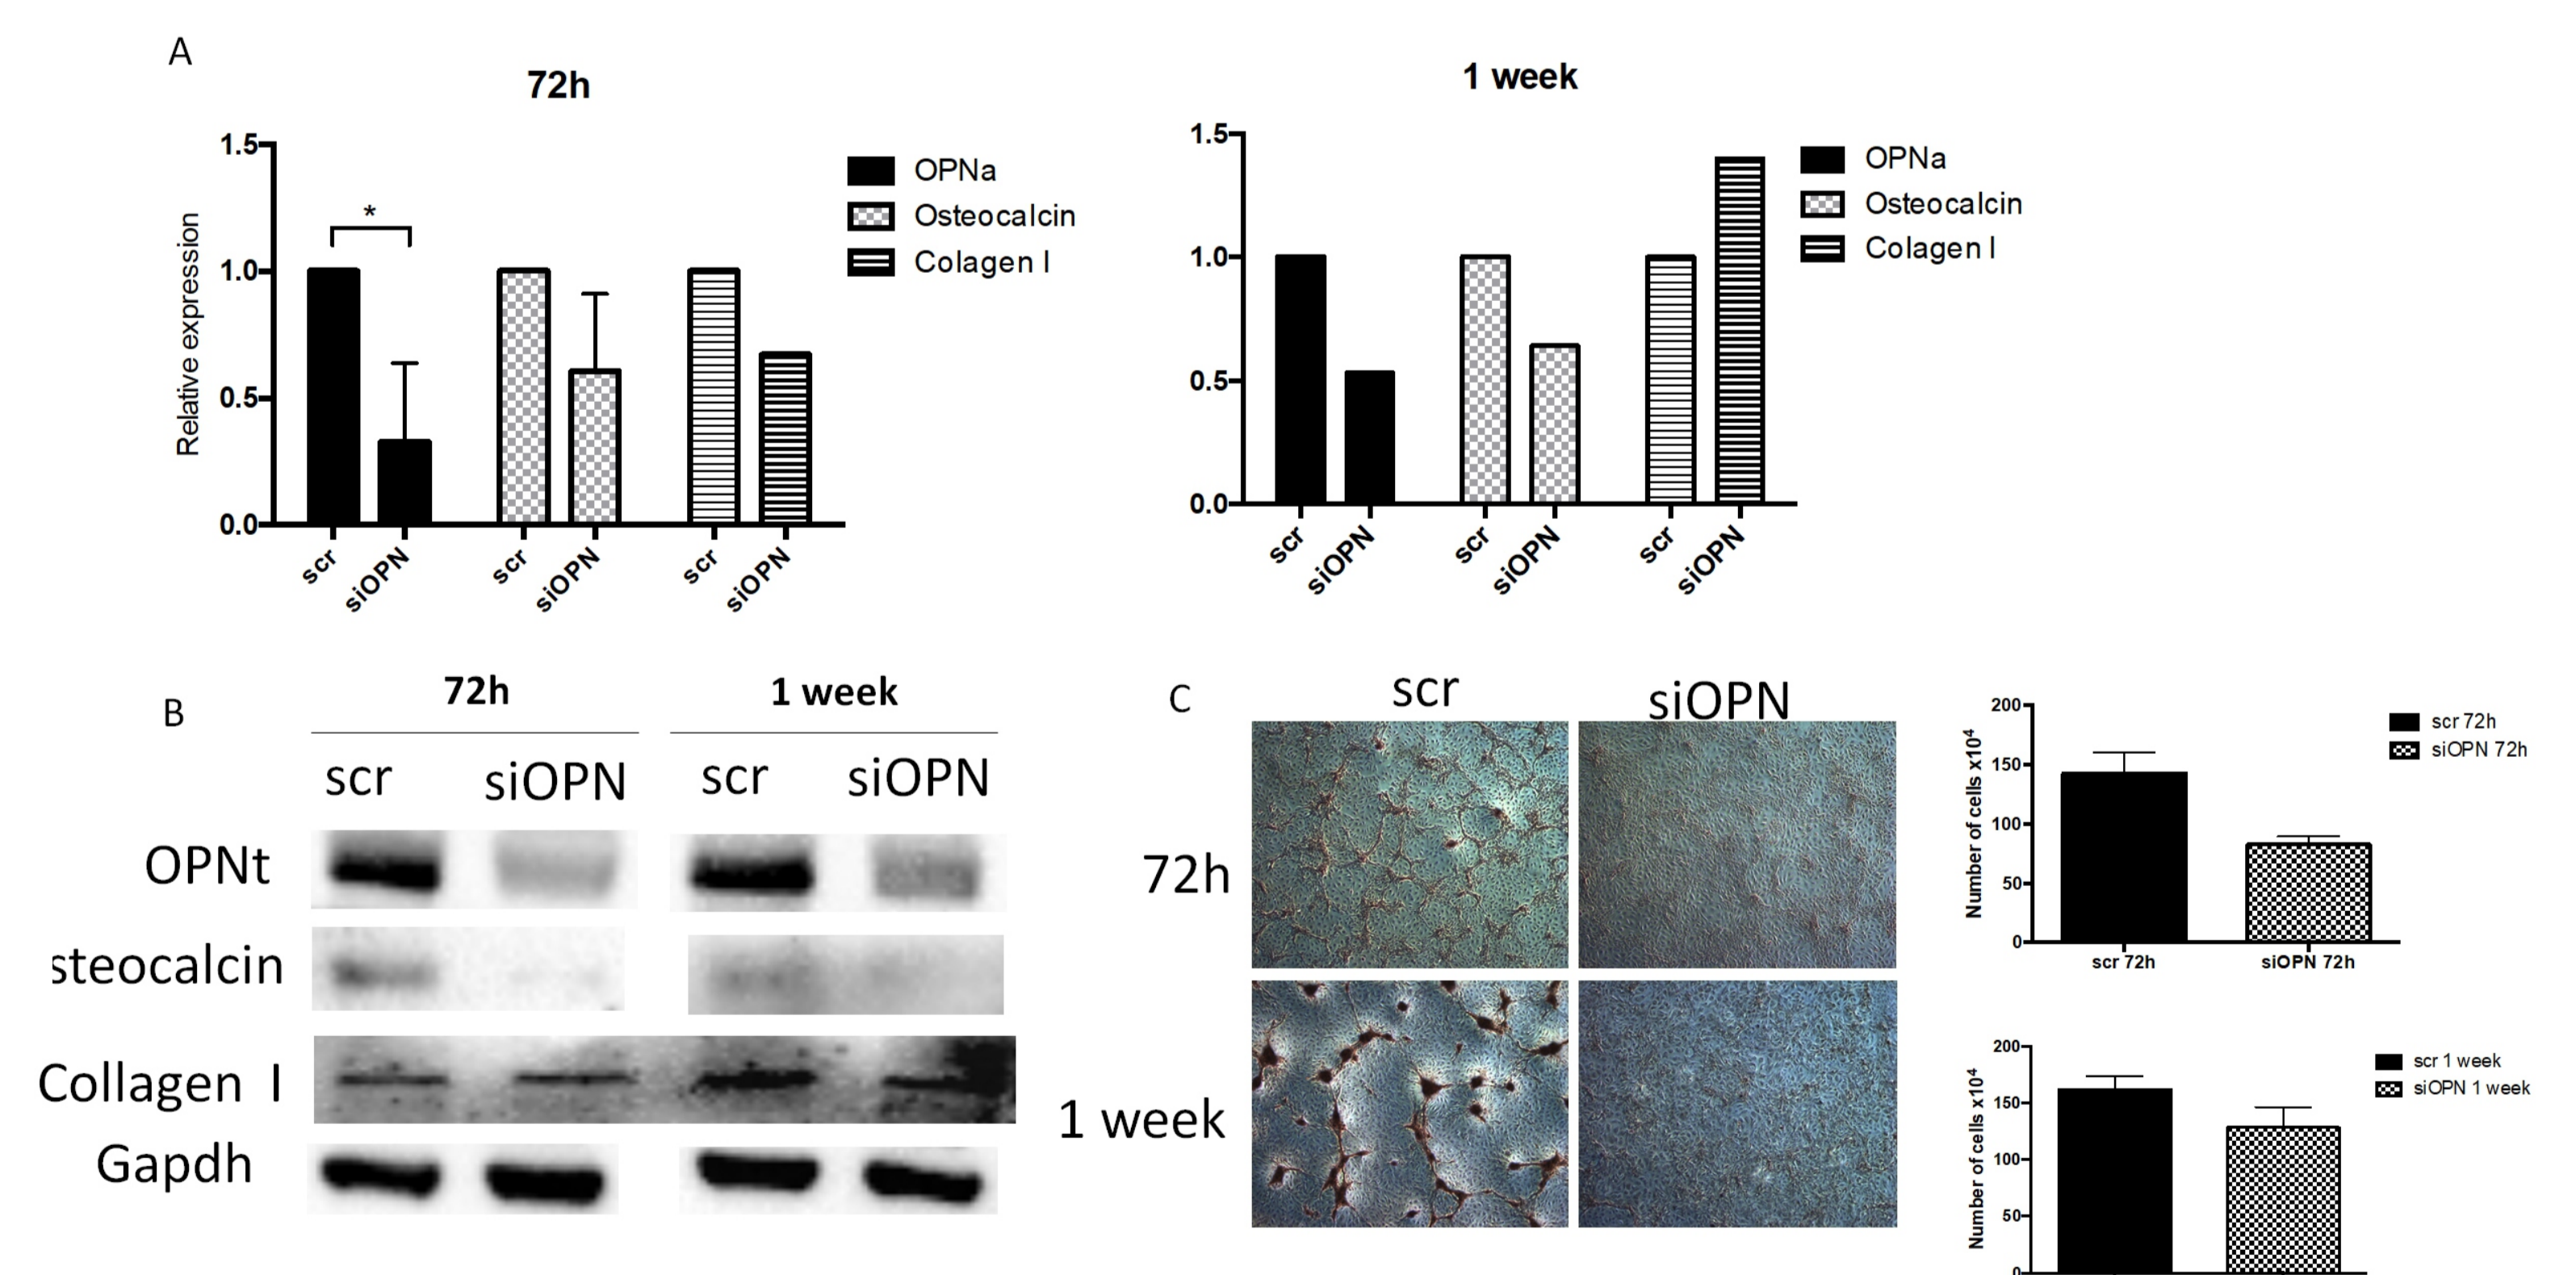 A
72h
1.5
1.0
0.5
0.0
Relative expression
*
scr
siOPN
scr
siOPN
scr
siOPN
OPNa
Osteocalcin
Colagen I
1 week
1.5
1.0
0.5
0.0
scr
siOPN
scr
siOPN
scr
siOPN
OPNa
Osteocalcin
Colagen I
B
72h
1 week
scr
siOPN
scr
siOPN
OPNt
steocalcin
Collagen I
Gapdh
C
scr
siOPN
72h
1 week
200
150
100
50
0
Number of cells x10⁴
scr 72h
siOPN 72h
scr 72h
siOPN 72h
200
150
100
50
0
Number of cells x10⁴
scr 1 week
siOPN 1 week